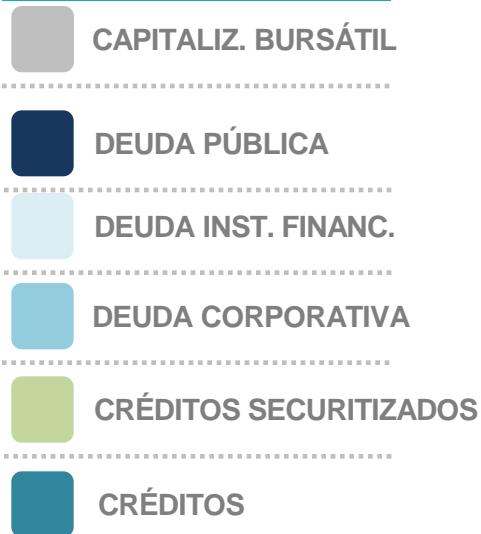 CAPITALIZ. BURSÁTIL
DEUDA PÚBLICA
DEUDA INST. FINANC.
DEUDA CORPORATIVA
CRÉDITOS SECURITIZADOS
CRÉDITOS